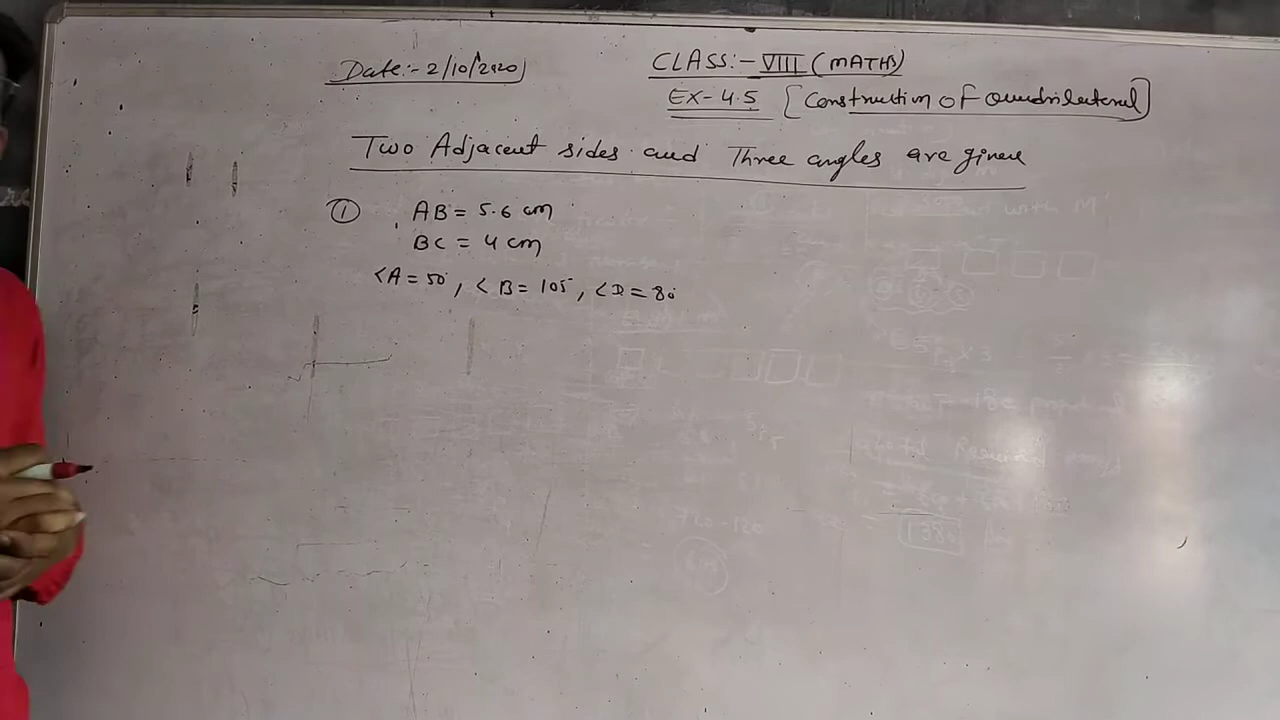 Date:- 2/10/2020
CLASS:- VIII (MATHS)
EX- 4.5 [Construction of quadrilateral]
Two Adjacent sides and Three angles are given
① AB = 5.6 cm
BC = 4 cm
<A = 50°, <B = 105°, <D = 80°